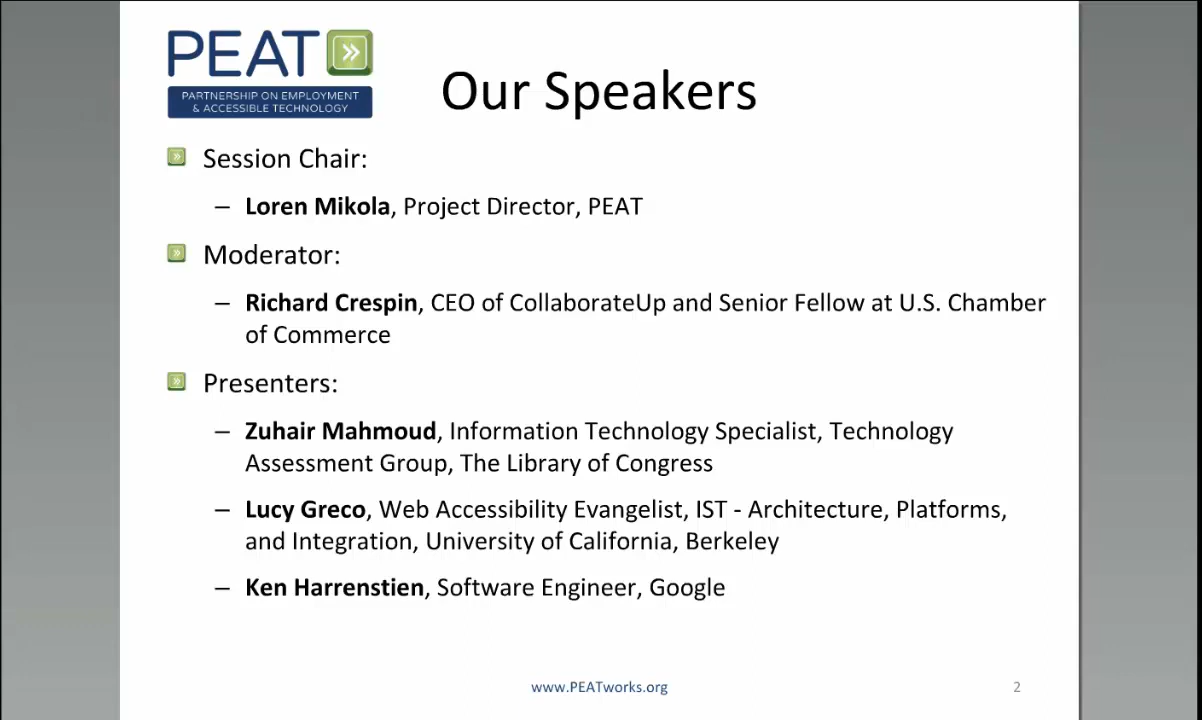 PEAT
PARTNERSHIP ON EMPLOYMENT
& ACCESSIBLE TECHNOLOGY
Our Speakers
Session Chair:
– Loren Mikola, Project Director, PEAT
Moderator:
– Richard Crespin, CEO of CollaborateUp and Senior Fellow at U.S. Chamber
of Commerce
Presenters:
– Zuhair Mahmoud, Information Technology Specialist, Technology
Assessment Group, The Library of Congress
– Lucy Greco, Web Accessibility Evangelist, IST - Architecture, Platforms,
and Integration, University of California, Berkeley
– Ken Harrenstien, Software Engineer, Google
www.PEATworks.org
2